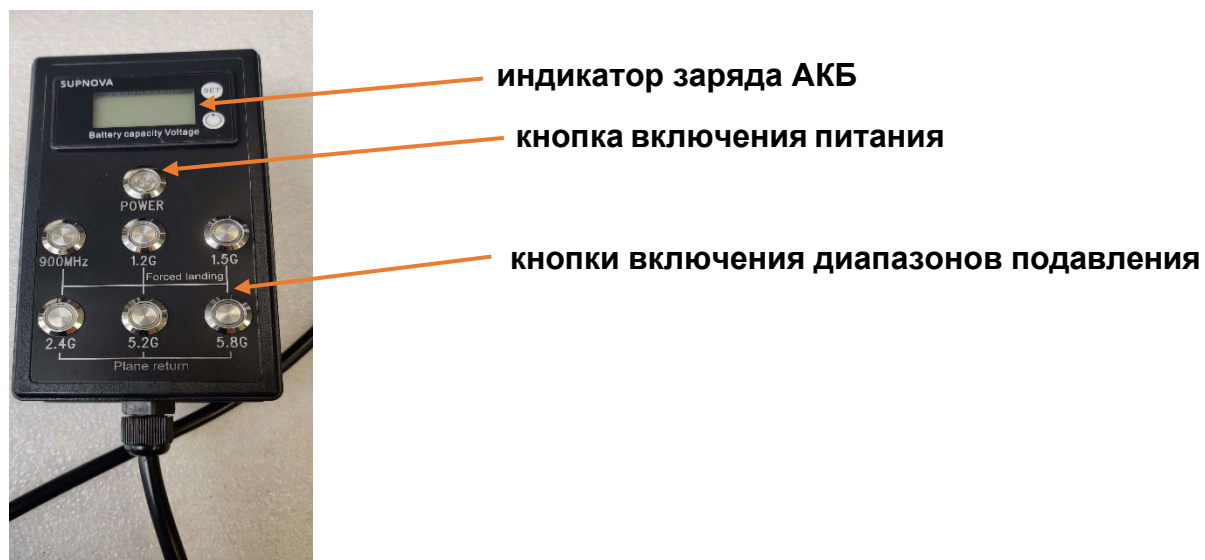 SUPNOVA
SET
Battery capacity Voltage
POWER
900MHz 1.2G 1.5G
Forced landing
2.4G 5.2G 5.8G
Plane return
индикатор заряда АКБ
кнопка включения питания
кнопки включения диапазонов подавления